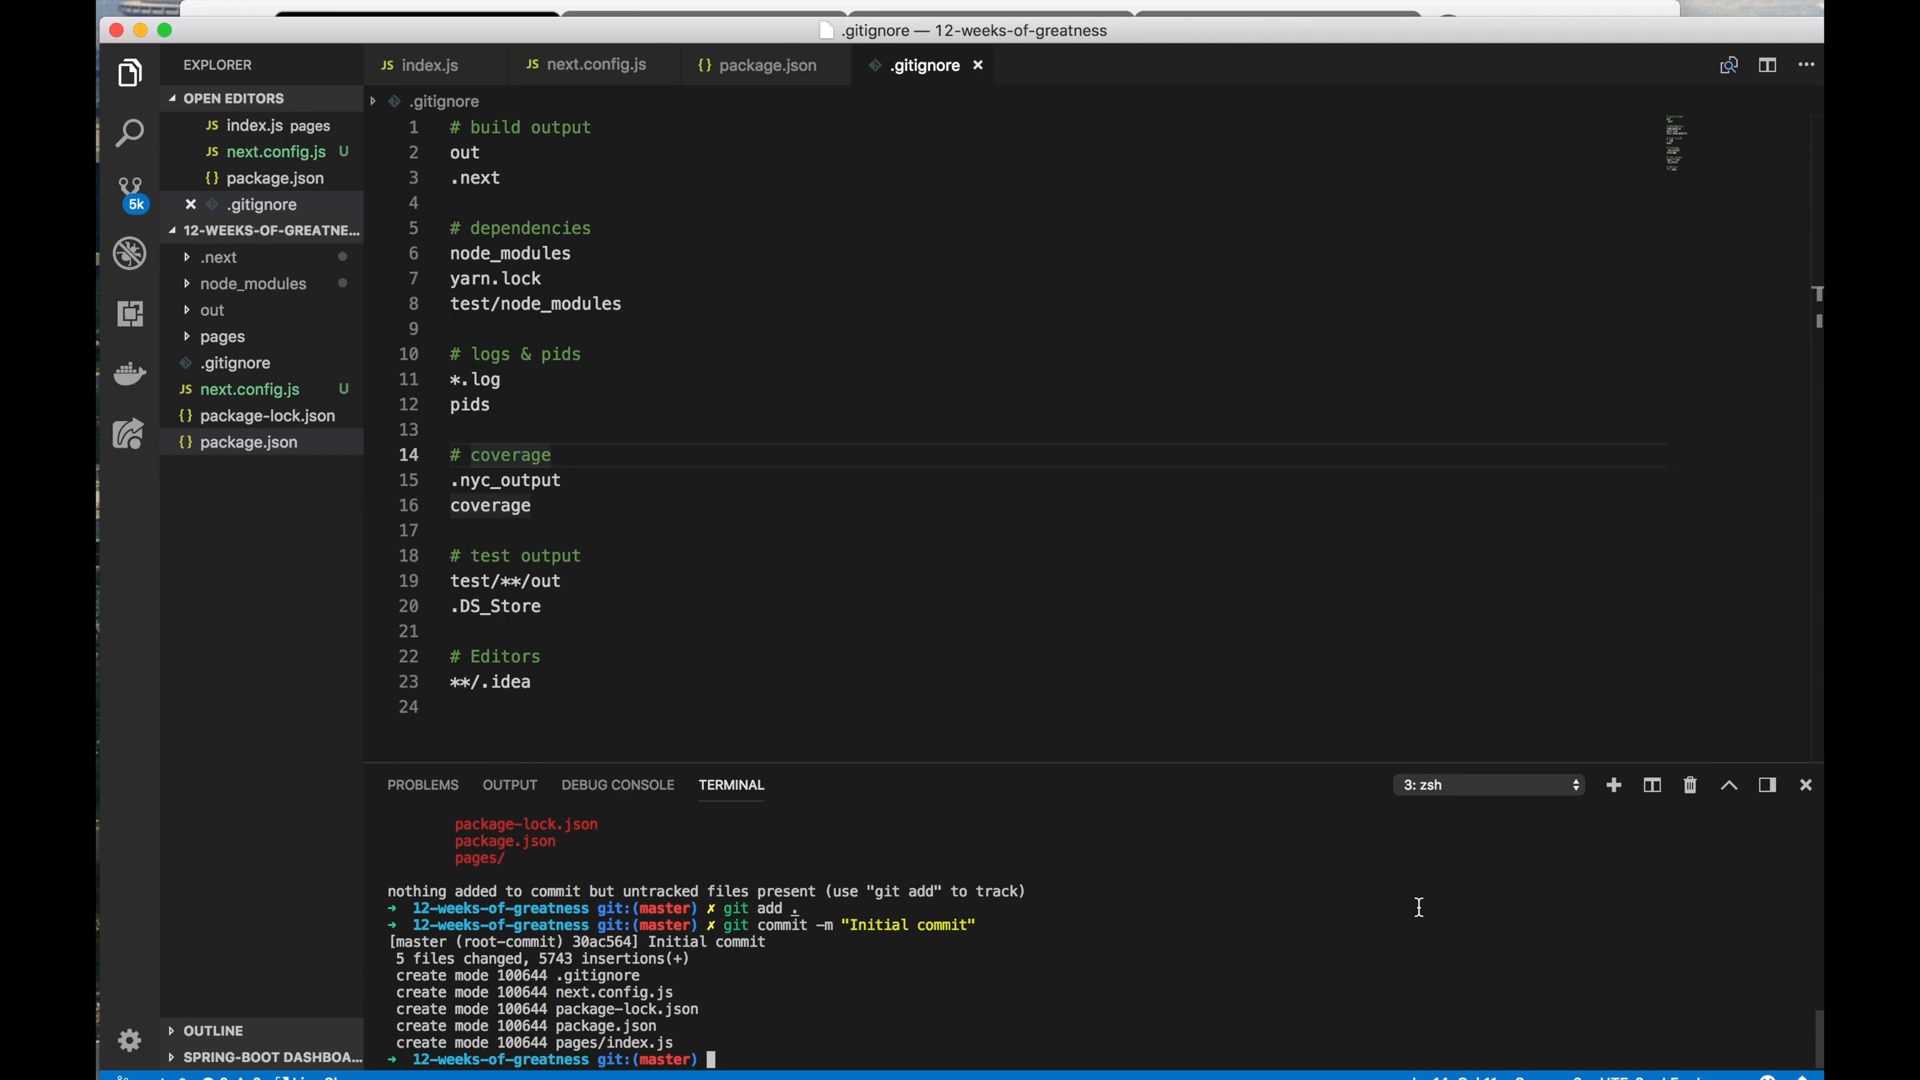 .gitignore — 12-weeks-of-greatness
EXPLORER
JS index.js
JS next.config.js
{} package.json
.gitignore
OPEN EDITORS
JS index.js pages
JS next.config.js U
{} package.json
.gitignore
5k
12-WEEKS-OF-GREATNE...
.next
node_modules
out
pages
.gitignore
JS next.config.js U
{} package-lock.json
{} package.json
OUTLINE
SPRING-BOOT DASHBOA...
.gitignore
1 # build output
2 out
3 .next
4
5 # dependencies
6 node_modules
7 yarn.lock
8 test/node_modules
9
10 # logs & pids
11 *.log
12 pids
13
14 # coverage
15 .nyc_output
16 coverage
17
18 # test output
19 test/**/out
20 .DS_Store
21
22 # Editors
23 **/.idea
24
PROBLEMS OUTPUT DEBUG CONSOLE TERMINAL 3: zsh
package-lock.json
package.json
pages/
nothing added to commit but untracked files present (use "git add" to track)
→ 12-weeks-of-greatness git:(master) ✗ git add .
→ 12-weeks-of-greatness git:(master) ✗ git commit -m "Initial commit"
[master (root-commit) 30ac564] Initial commit
5 files changed, 5743 insertions(+)
create mode 100644 .gitignore
create mode 100644 next.config.js
create mode 100644 package-lock.json
create mode 100644 package.json
create mode 100644 pages/index.js
→ 12-weeks-of-greatness git:(master)